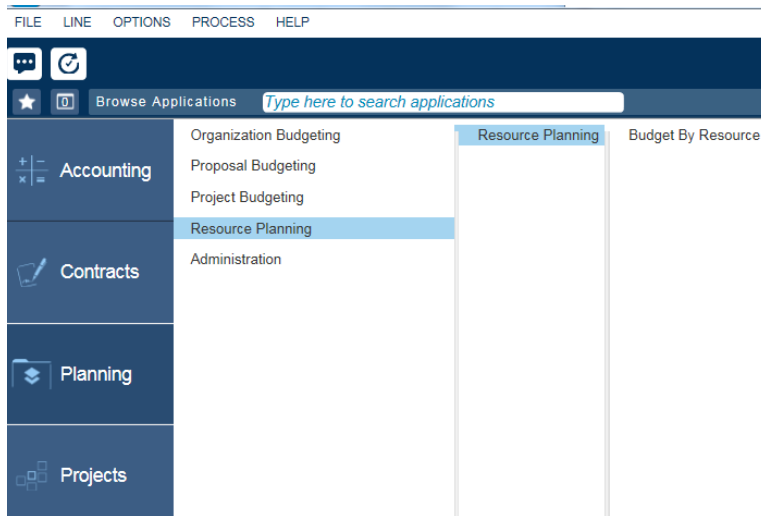 FILE LINE OPTIONS PROCESS HELP
0 Browse Applications Type here to search applications
Accounting
Contracts
Planning
Projects
Organization Budgeting
Proposal Budgeting
Project Budgeting
Resource Planning
Administration
Resource Planning
Budget By Resource